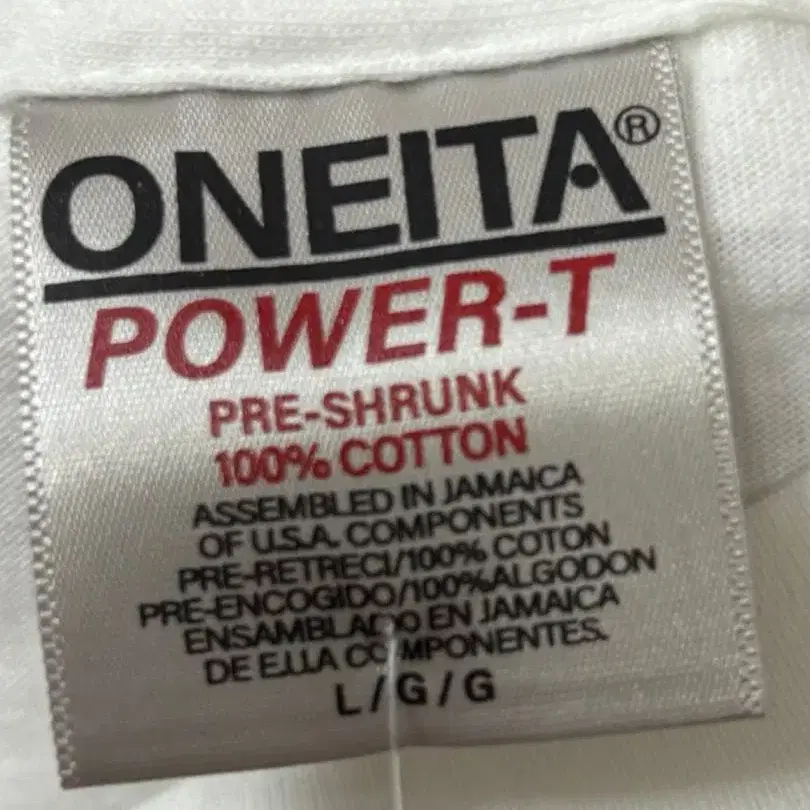 ONEITA®
POWER-T
PRE-SHRUNK
100% COTTON
ASSEMBLED IN JAMAICA
OF U.S.A. COMPONENTS
PRE-RETRECI/100% COTON
PRE-ENCOGIDO/100%ALGODON
ENSAMBLADO EN JAMAICA
DE E.U.A COMPONENTES.
L/G/G